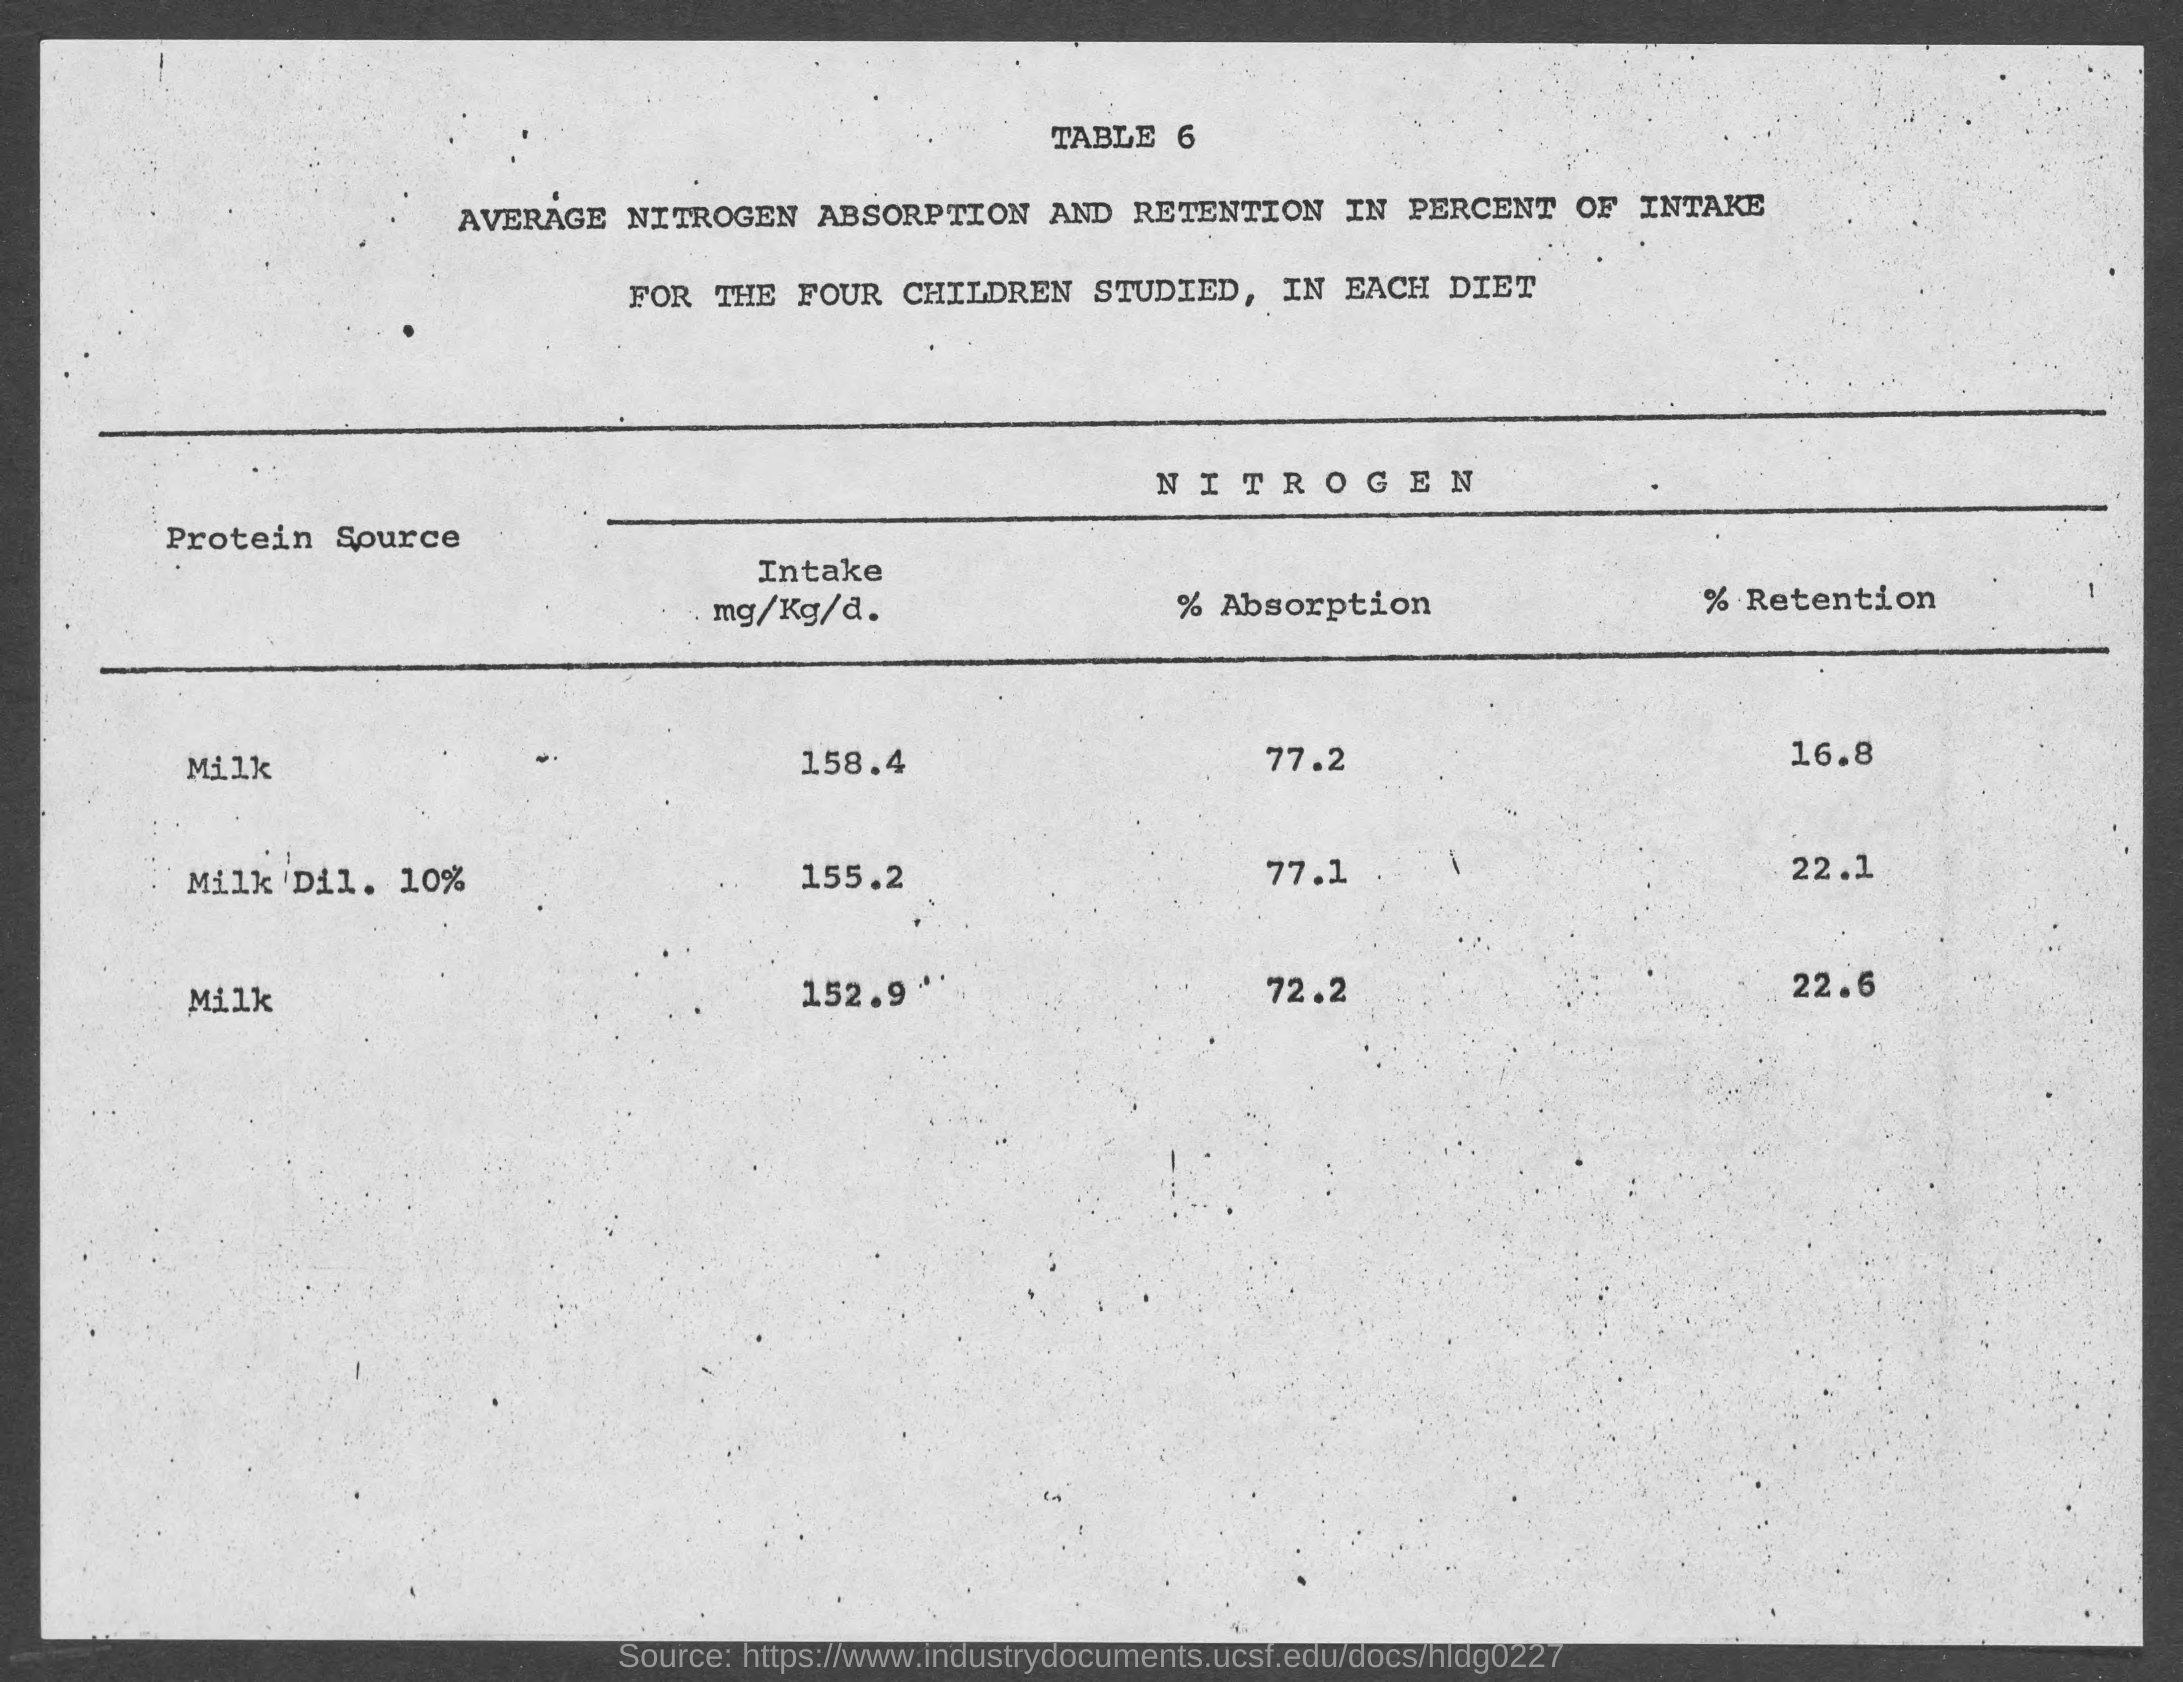 TABLE 6
AVERAGE NITROGEN ABSORPTION AND RETENTION IN PERCENT OF INTAKE
FOR THE FOUR CHILDREN STUDIED, IN EACH DIET
N I T R O G E N
Protein Source
Intake
mg/Kg/d. % Absorption % Retention
Milk 158.4 77.2 16.8
Milk Dil. 10% 155.2 77.1 22.1
Milk 152.9 72.2 22.6
Source: https://www.industrydocuments.ucsf.edu/docs/hldg0227